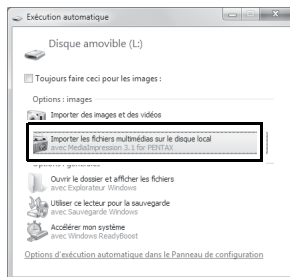 Exécution automatique
Disque amovible (L:)
Toujours faire ceci pour les images :
Options : images
Importer des images et des vidéos
Importer les fichiers multimédias sur le disque local
avec MediaImpression 3.1 for PENTAX
Options : générales
Ouvrir le dossier et afficher les fichiers
avec Explorateur Windows
Utiliser ce lecteur pour la sauvegarde
avec Sauvegarde Windows
Accélérer mon système
avec Windows ReadyBoost
Options d'exécution automatique dans le Panneau de configuration